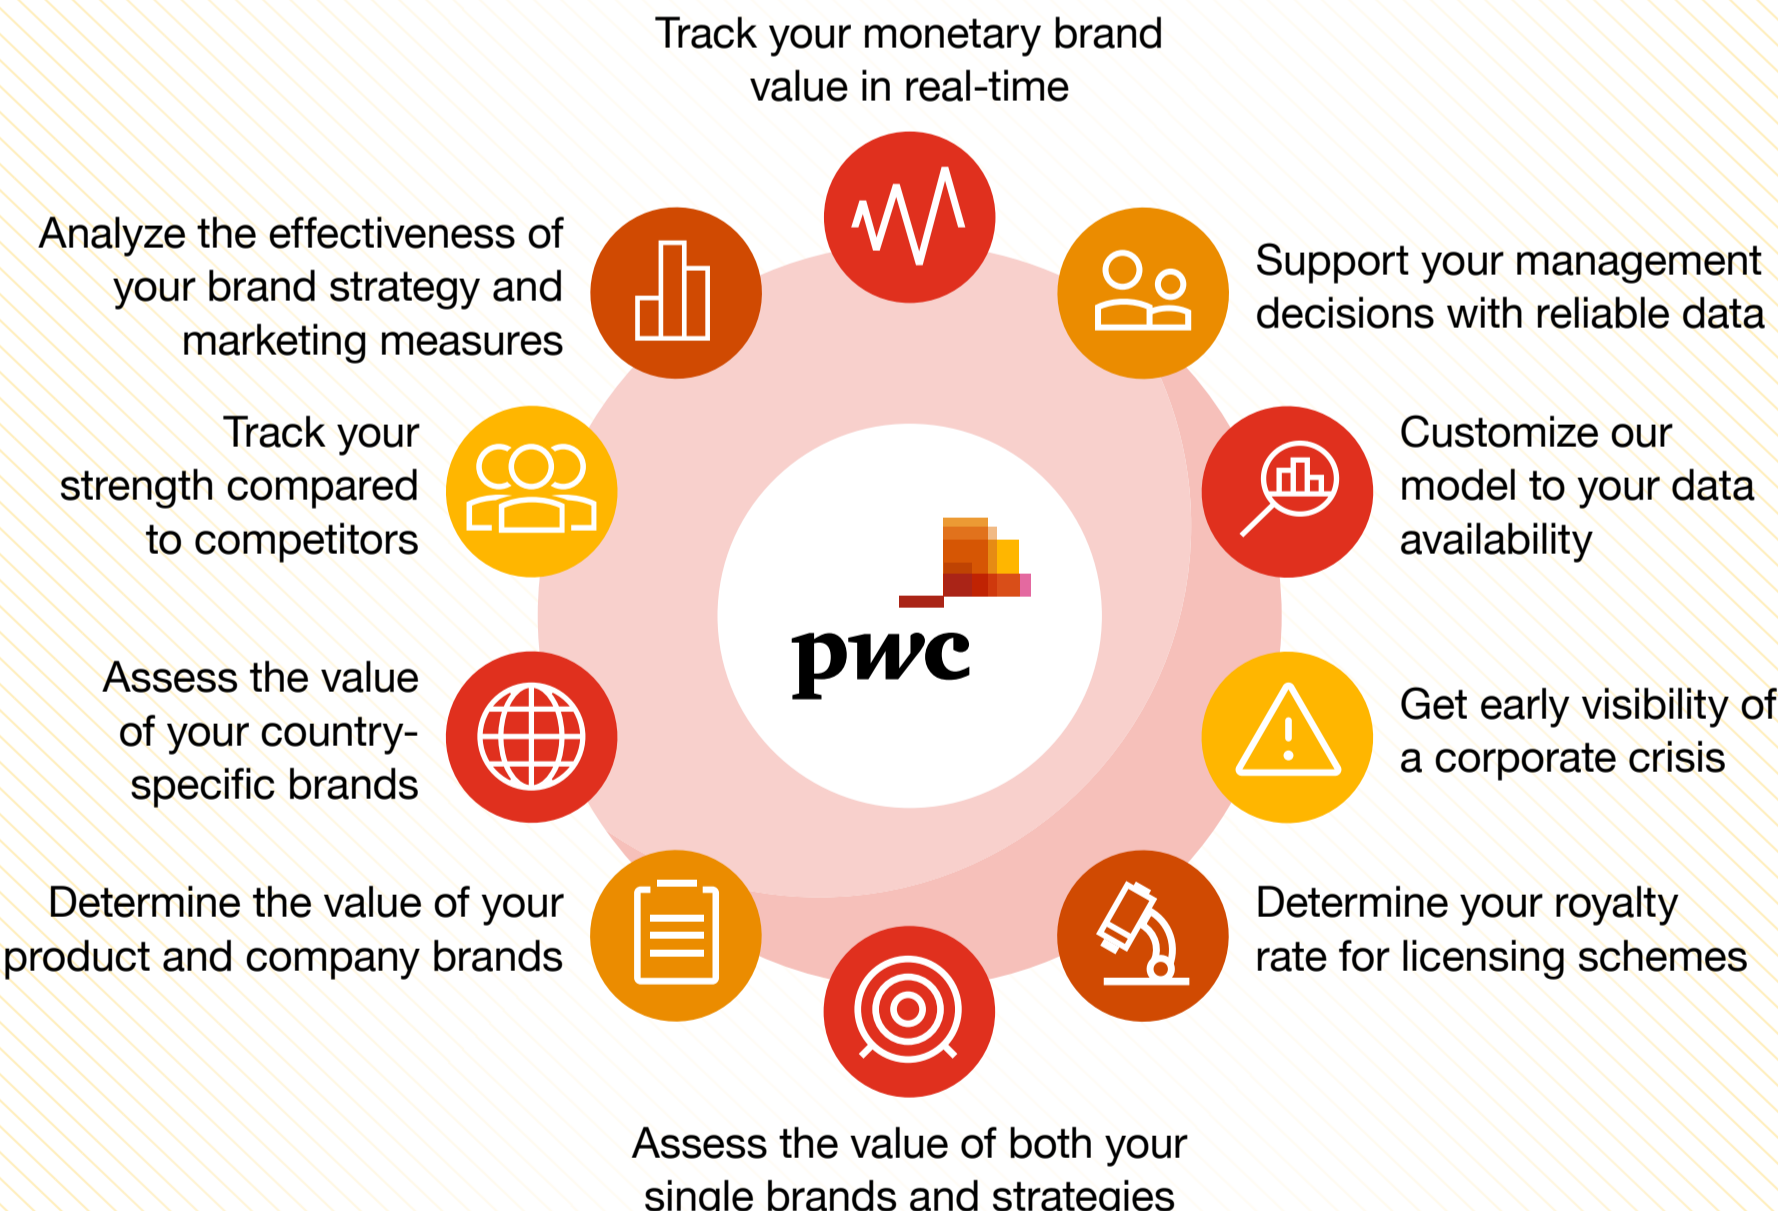 Track your monetary brand
value in real-time
Support your management
decisions with reliable data
Customize our
model to your data
availability
Get early visibility of
a corporate crisis
Determine your royalty
rate for licensing schemes
Assess the value of both your
single brands and strategies
Determine the value of your
product and company brands
Assess the value
of your country-
specific brands
Track your
strength compared
to competitors
Analyze the effectiveness of
your brand strategy and
marketing measures
pwc